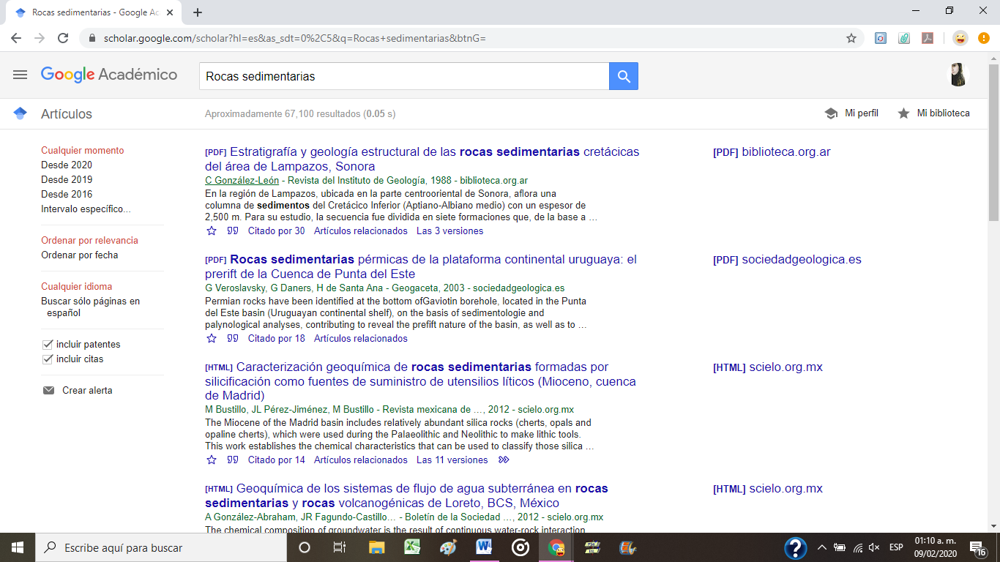 Rocas sedimentarias - Google Ac
scholar.google.com/scholar?hl=es&as_sdt=0%2C5&q=Rocas+sedimentarias&btnG=
Google Académico
Rocas sedimentarias
Artículos
Aproximadamente 67,100 resultados (0.05 s)
Mi perfil
Mi biblioteca
Cualquier momento
Desde 2020
Desde 2019
Desde 2016
Intervalo específico...
Ordenar por relevancia
Ordenar por fecha
Cualquier idioma
Buscar sólo páginas en
español
incluir patentes
incluir citas
Crear alerta
[PDF] Estratigrafía y geología estructural de las rocas sedimentarias cretácicas
del área de Lampazos, Sonora
C González-León - Revista del Instituto de Geología, 1988 - biblioteca.org.ar
En la región de Lampazos, ubicada en la parte centrooriental de Sonora, aflora una
columna de sedimentos del Cretácico Inferior (Aptiano-Albiano medio) con un espesor de
2,500 m. Para su estudio, la secuencia fue dividida en siete formaciones que, de la base a …
Citado por 30 Artículos relacionados Las 3 versiones
[PDF] biblioteca.org.ar
[PDF] Rocas sedimentarias pérmicas de la plataforma continental uruguaya: el
prerift de la Cuenca de Punta del Este
G Veroslavsky, G Daners, H de Santa Ana - Geogaceta, 2003 - sociedadgeologica.es
Permian rocks have been identified at the bottom ofGaviotin borehole, located in the Punta
del Este basin (Uruguayan continental shelf), on the basis of sedimentologie and
palynological analyses, contributing to reveal the prefift nature of the basin, as well as to …
Citado por 18 Artículos relacionados
[PDF] sociedadgeologica.es
[HTML] Caracterización geoquímica de rocas sedimentarias formadas por
silicificación como fuentes de suministro de utensilios líticos (Mioceno, cuenca
de Madrid)
M Bustillo, JL Pérez-Jiménez, M Bustillo - Revista mexicana de …, 2012 - scielo.org.mx
The Miocene of the Madrid basin includes relatively abundant silica rocks (cherts, opals and
opaline cherts), which were used during the Palaeolithic and Neolithic to make lithic tools.
This work establishes the chemical characteristics that can be used to classify those silica …
Citado por 14 Artículos relacionados Las 11 versiones
[HTML] scielo.org.mx
[HTML] Geoquímica de los sistemas de flujo de agua subterránea en rocas
sedimentarias y rocas volcanogénicas de Loreto, BCS, México
A González-Abraham, JR Fagundo-Castillo… - Boletín de la Sociedad …, 2012 - scielo.org.mx
The chemical composition of groundwater is the result of continuous water-rock interaction
[HTML] scielo.org.mx
Escribe aquí para buscar
ESP
01:10 a. m.
09/02/2020
16